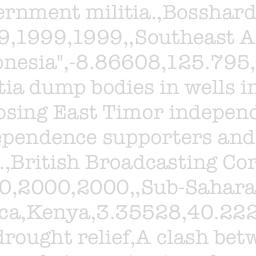 ernment militia.,Bosshard
9,1999,1999,,Southeast A
onesia",-8.86608,125.795,
tia dump bodies in wells in
osing East Timor independ
ependence supporters and
.,British Broadcasting Cor
0,2000,2000,,Sub-Sahara
ca,Kenya,3.35528,40.222
drought relief,A clash betw